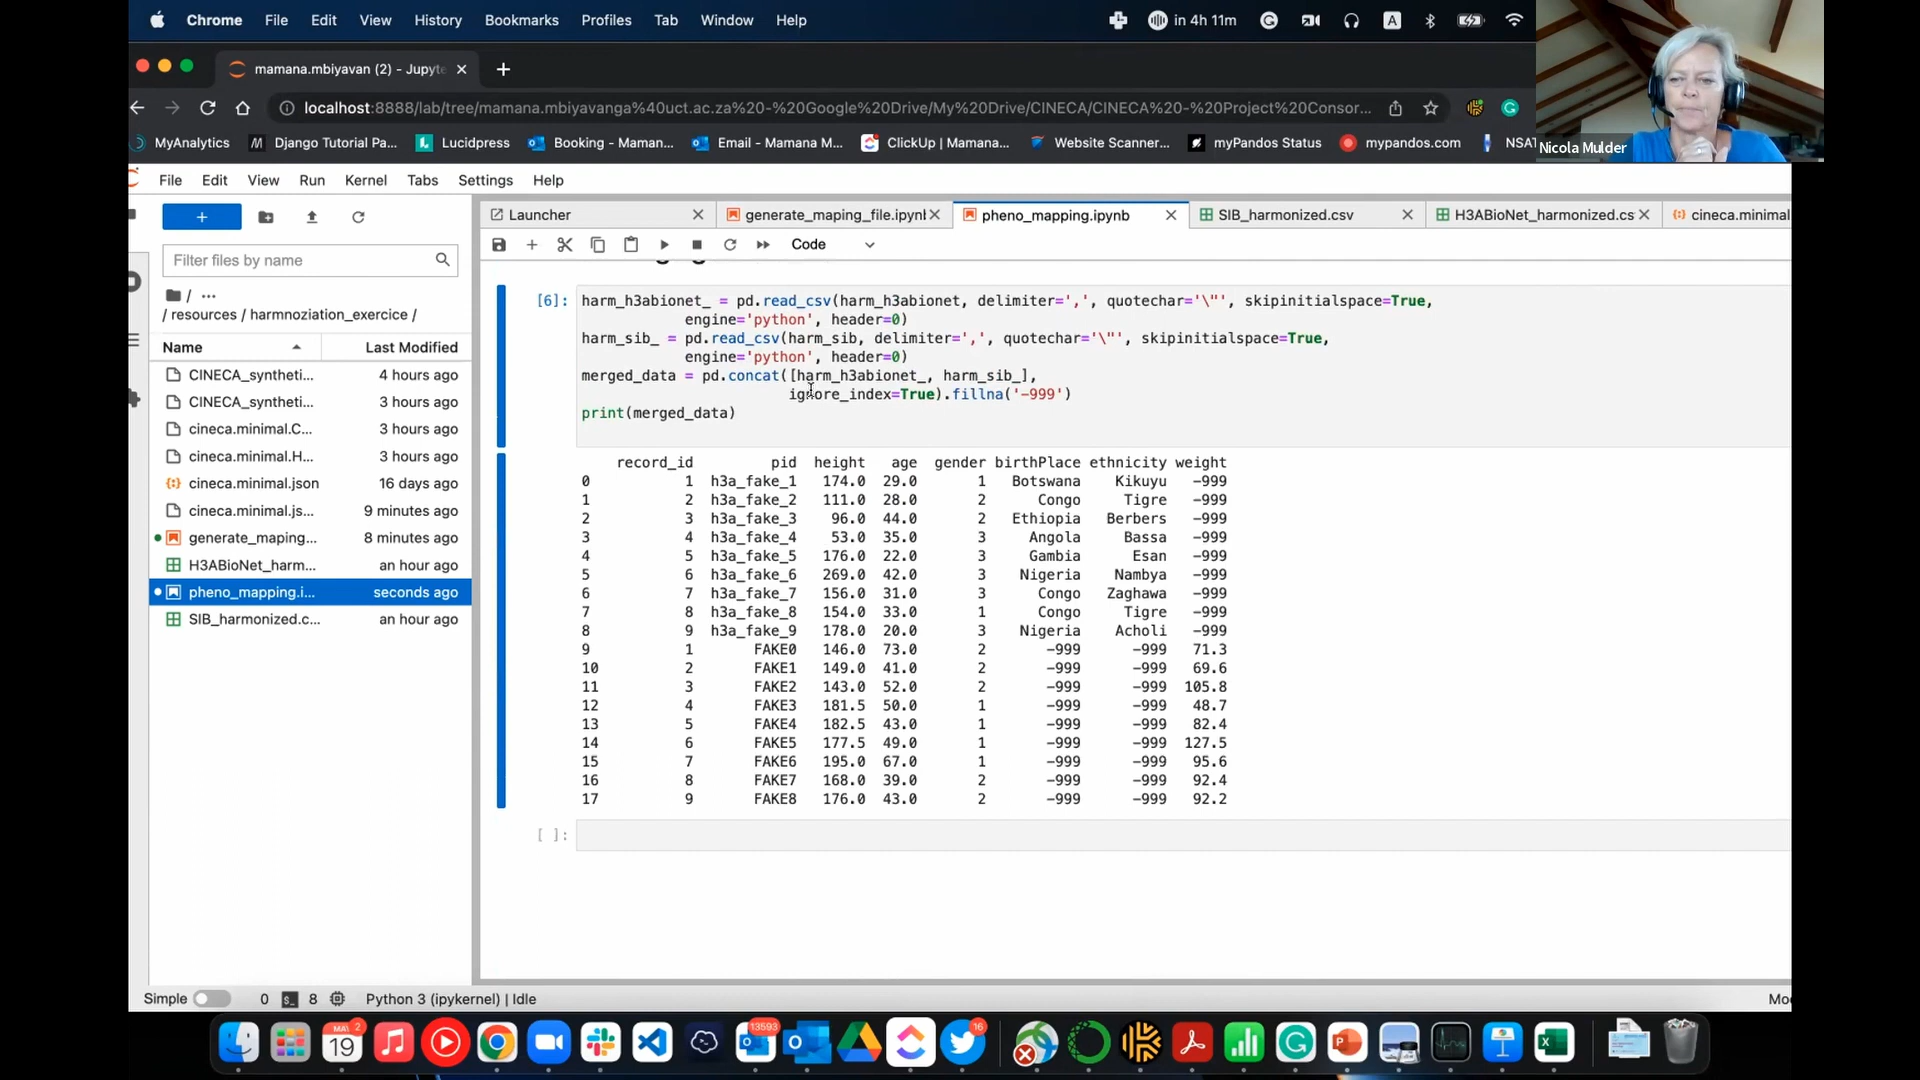 Chrome File Edit View History Bookmarks Profiles Tab Window Help in 4h 11m A
mamana.mbiyavan (2) - Jupyte
localhost:8888/lab/tree/mamana.mbiyavanga%40uct.ac.za%20-%20Google%20Drive/My%20Drive/CINECA/CINECA%20-%20Project%20Consor...
MyAnalytics Django Tutorial Pa... Lucidpress Booking - Maman... Email - Mamana M... ClickUp | Mamana... Website Scanner... myPandos Status mypandos.com NSAT
Nicola Mulder
File Edit View Run Kernel Tabs Settings Help
Launcher generate_maping_file.ipynl pheno_mapping.ipynb SIB_harmonized.csv H3ABioNet_harmonized.cs cineca.minimal
Code
Filter files by name
/ ...
/ resources / harmnoziation_exercice /
Name Last Modified
CINECA_syntheti... 4 hours ago
CINECA_syntheti... 3 hours ago
cineca.minimal.C... 3 hours ago
cineca.minimal.H... 3 hours ago
cineca.minimal.json 16 days ago
cineca.minimal.js... 9 minutes ago
generate_maping... 8 minutes ago
H3ABioNet_harm... an hour ago
pheno_mapping.i... seconds ago
SIB_harmonized.c... an hour ago
[6]: harm_h3abionet_ = pd.read_csv(harm_h3abionet, delimiter=',', quotechar='\"', skipinitialspace=True,
engine='python', header=0)
harm_sib_ = pd.read_csv(harm_sib, delimiter=',', quotechar='\"', skipinitialspace=True,
engine='python', header=0)
merged_data = pd.concat([harm_h3abionet_, harm_sib_],
ignore_index=True).fillna('-999')
print(merged_data)
record_id pid height age gender birthPlace ethnicity weight
0 1 h3a_fake_1 174.0 29.0 1 Botswana Kikuyu -999
1 2 h3a_fake_2 111.0 28.0 2 Congo Tigre -999
2 3 h3a_fake_3 96.0 44.0 2 Ethiopia Berbers -999
3 4 h3a_fake_4 53.0 35.0 3 Angola Bassa -999
4 5 h3a_fake_5 176.0 22.0 3 Gambia Esan -999
5 6 h3a_fake_6 269.0 42.0 3 Nigeria Nambya -999
6 7 h3a_fake_7 156.0 31.0 3 Congo Zaghawa -999
7 8 h3a_fake_8 154.0 33.0 1 Congo Tigre -999
8 9 h3a_fake_9 178.0 20.0 3 Nigeria Acholi -999
9 1 FAKE0 146.0 73.0 2 -999 -999 71.3
10 2 FAKE1 149.0 41.0 2 -999 -999 69.6
11 3 FAKE2 143.0 52.0 2 -999 -999 105.8
12 4 FAKE3 181.5 50.0 1 -999 -999 48.7
13 5 FAKE4 182.5 43.0 1 -999 -999 82.4
14 6 FAKE5 177.5 49.0 1 -999 -999 127.5
15 7 FAKE6 195.0 67.0 1 -999 -999 95.6
16 8 FAKE7 168.0 39.0 2 -999 -999 92.4
17 9 FAKE8 176.0 43.0 2 -999 -999 92.2
[ ]:
Simple 0 8 Python 3 (ipykernel) | Idle Mo
19 2 13593 16